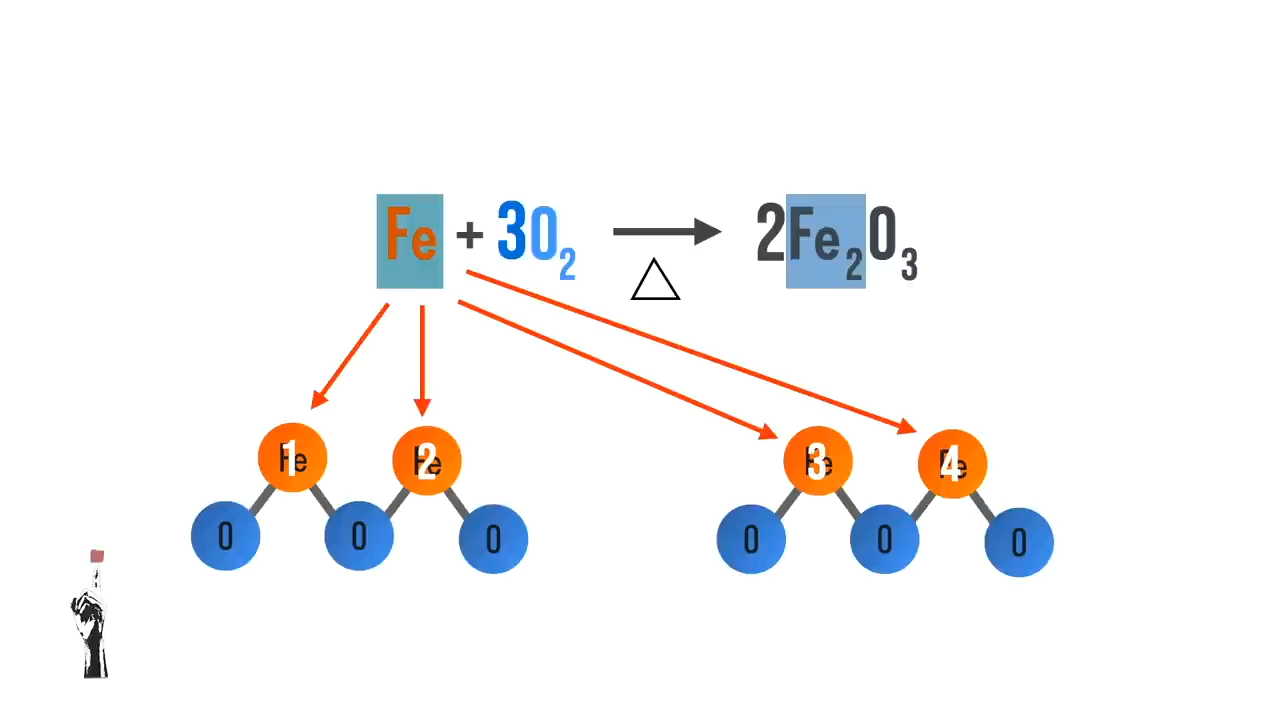 Fe + 3O₂ → 2Fe₂O₃
△
1 Fe 2 Fe 3 Fe 4 Fe
O O O O O O